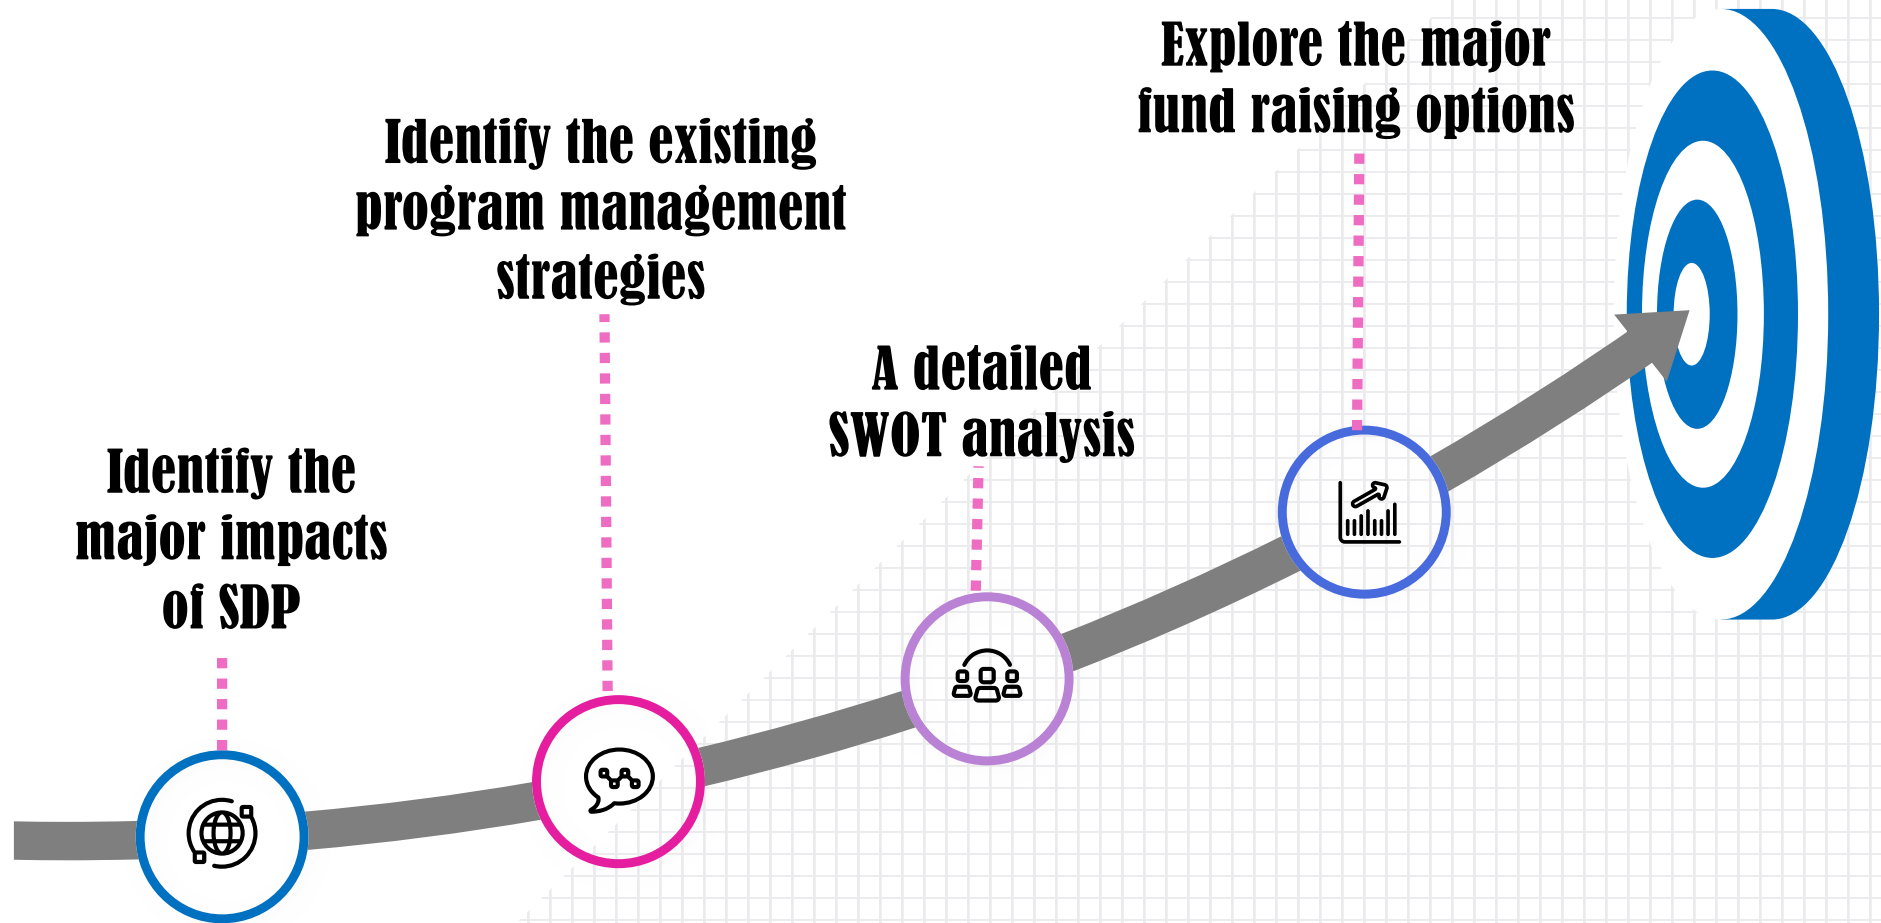 Identify the
major impacts
of SDP
Identify the existing
program management
strategies
A detailed
SWOT analysis
Explore the major
fund raising options